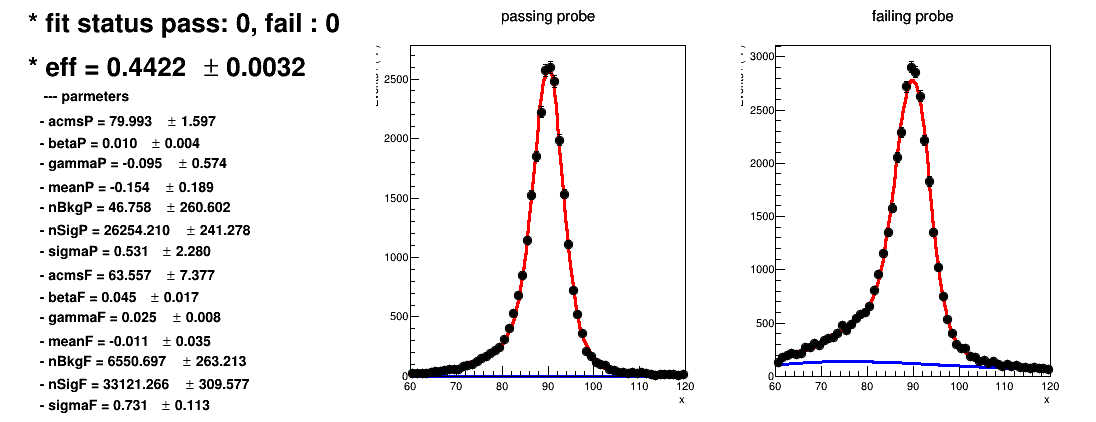 * fit status pass: 0, fail : 0
* eff = 0.4422 ± 0.0032
--- parmeters
- acmsP = 79.993 ± 1.597
- betaP = 0.010 ± 0.004
- gammaP = -0.095 ± 0.574
- meanP = -0.154 ± 0.189
- nBkgP = 46.758 ± 260.602
- nSigP = 26254.210 ± 241.278
- sigmaP = 0.531 ± 2.280
- acmsF = 63.557 ± 7.377
- betaF = 0.045 ± 0.017
- gammaF = 0.025 ± 0.008
- meanF = -0.011 ± 0.035
- nBkgF = 6550.697 ± 263.213
- nSigF = 33121.266 ± 309.577
- sigmaF = 0.731 ± 0.113
passing probe
2500
2000
1500
1000
500
0
60 70 80 90 100 110 120
x
failing probe
3000
2500
2000
1500
1000
500
0
60 70 80 90 100 110 120
x